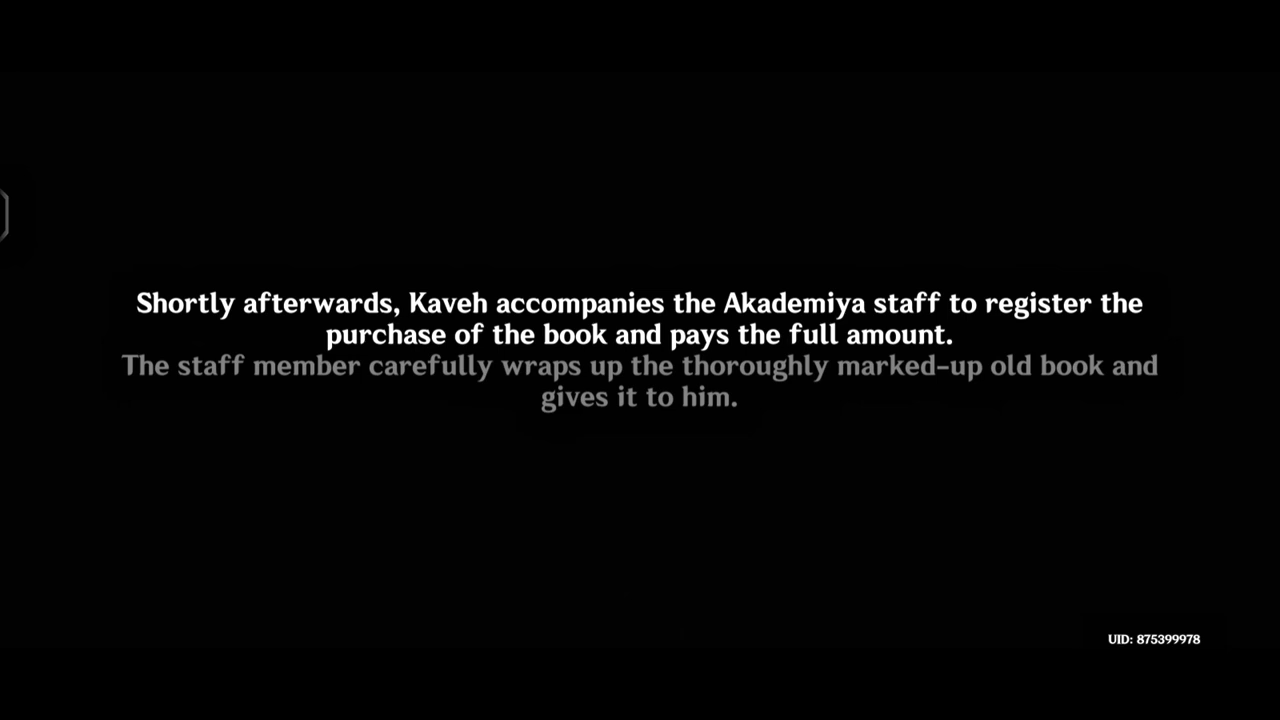 Shortly afterwards, Kaveh accompanies the Akademiya staff to register the
purchase of the book and pays the full amount.
The staff member carefully wraps up the thoroughly marked-up old book and
gives it to him.
UID: 875399978